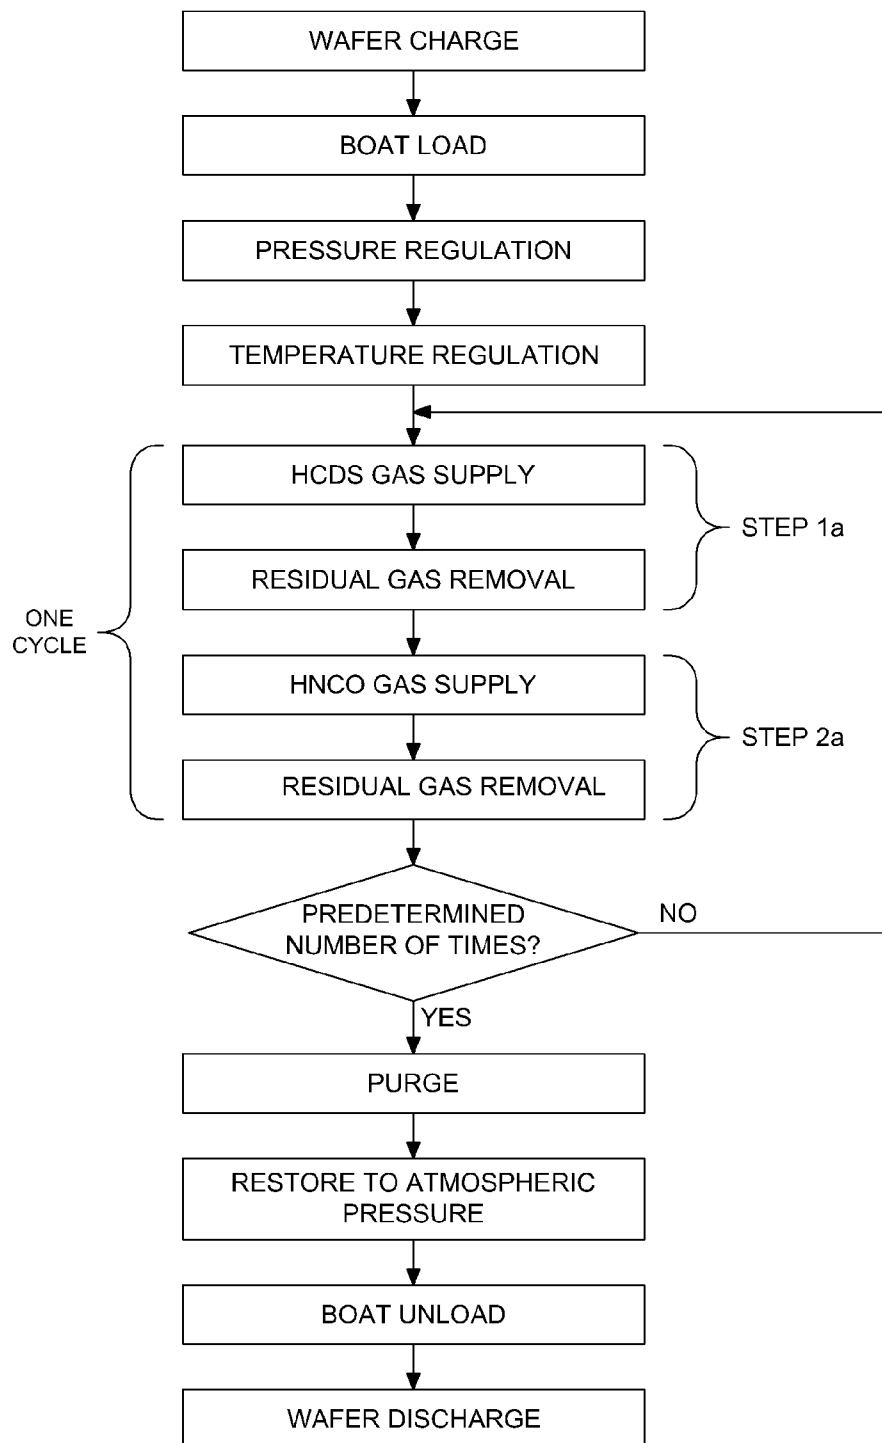 WAFER CHARGE
BOAT LOAD
PRESSURE REGULATION
TEMPERATURE REGULATION
HCDS GAS SUPPLY
STEP 1a
RESIDUAL GAS REMOVAL
ONE
CYCLE
HNCO GAS SUPPLY
STEP 2a
RESIDUAL GAS REMOVAL
PREDETERMINED
NUMBER OF TIMES?
NO
YES
PURGE
RESTORE TO ATMOSPHERIC
PRESSURE
BOAT UNLOAD
WAFER DISCHARGE